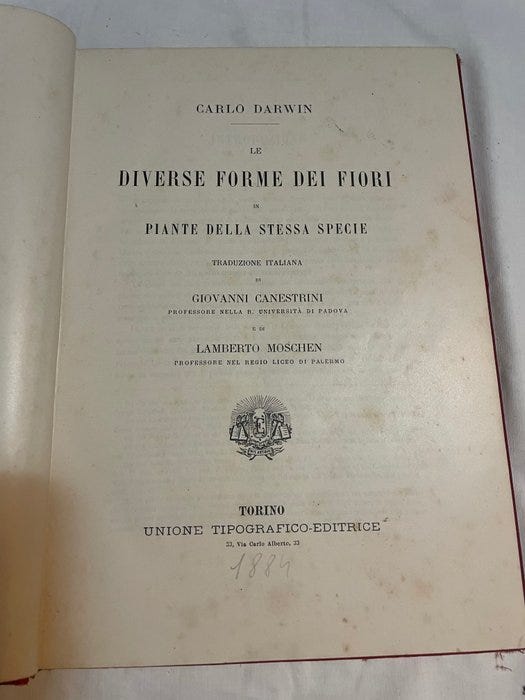 CARLO DARWIN
LE
DIVERSE FORME DEI FIORI
IN
PIANTE DELLA STESSA SPECIE
TRADUZIONE ITALIANA
DI
GIOVANNI CANESTRINI
PROFESSORE NELLA R. UNIVERSITÀ DI PADOVA
E DI
LAMBERTO MOSCHEN
PROFESSORE NEL REGIO LICEO DI PALERMO
TORINO
UNIONE TIPOGRAFICO-EDITRICE
33, Via Carlo Alberto, 33
1884